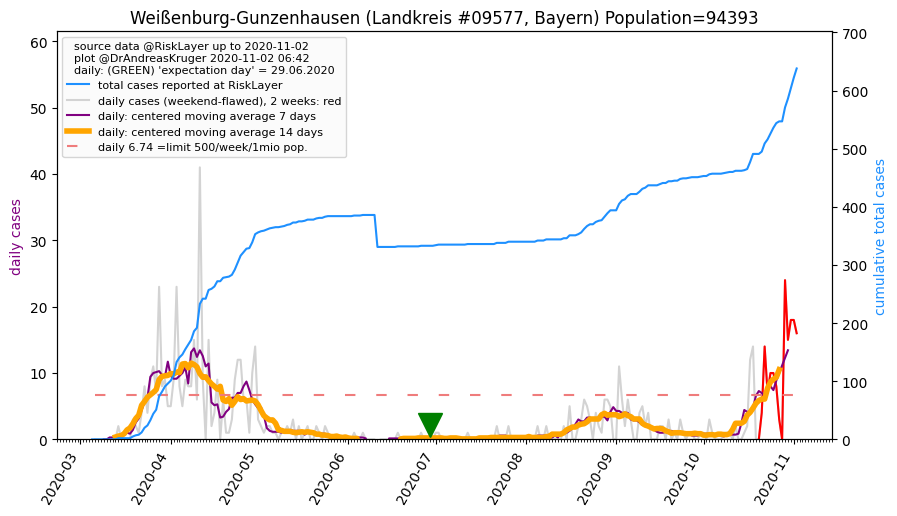 Weißenburg-Gunzenhausen (Landkreis #09577, Bayern) Population=94393
source data @RiskLayer up to 2020-11-02
plot @DrAndreasKruger 2020-11-02 06:42
daily: (GREEN) 'expectation day' = 29.06.2020
total cases reported at RiskLayer
daily cases (weekend-flawed), 2 weeks: red
daily: centered moving average 7 days
daily: centered moving average 14 days
daily 6.74 =limit 500/week/1mio pop.
daily cases
60
50
40
30
20
10
0
cumulative total cases
700
600
500
400
300
200
100
0
2020-03
2020-04
2020-05
2020-06
2020-07
2020-08
2020-09
2020-10
2020-11